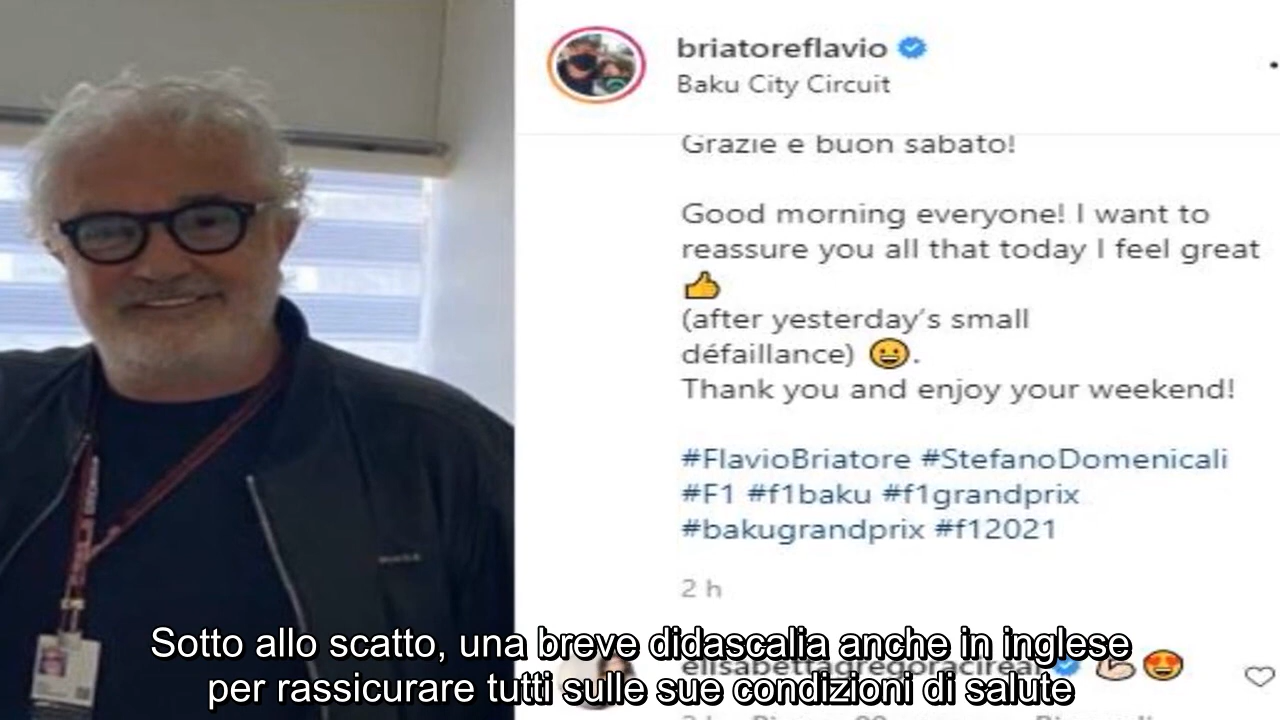 briatoreflavio
Baku City Circuit
Grazie e buon sabato!
Good morning everyone! I want to
reassure you all that today I feel great
👍
(after yesterday's small
défaillance) 😀.
Thank you and enjoy your weekend!
#FlavioBriatore #StefanoDomenicali
#F1 #f1baku #f1grandprix
#bakugrandprix #f12021
2 h
elisabettagregoracireal 💪😍
Sotto allo scatto, una breve didascalia anche in inglese
per rassicurare tutti sulle sue condizioni di salute